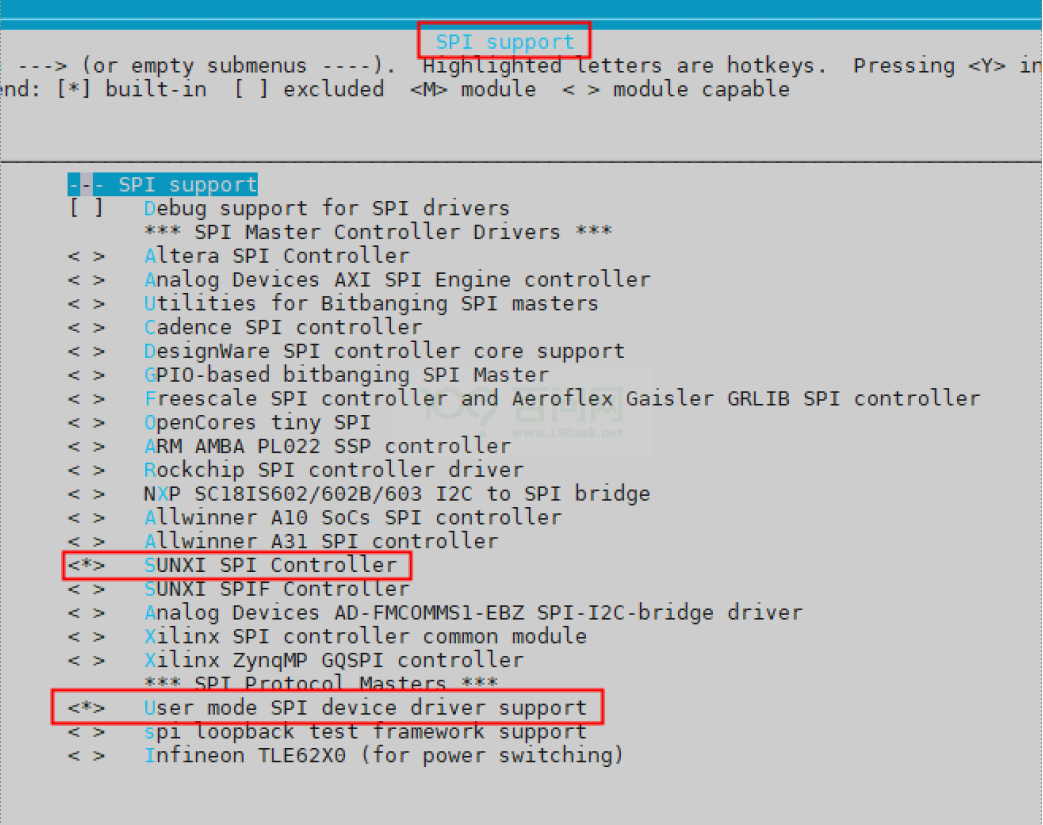 SPI support
---> (or empty submenus ----). Highlighted letters are hotkeys. Pressing <Y> in
end: [*] built-in [ ] excluded <M> module < > module capable
--- SPI support
[ ] Debug support for SPI drivers
*** SPI Master Controller Drivers ***
< > Altera SPI Controller
< > Analog Devices AXI SPI Engine controller
< > Utilities for Bitbanging SPI masters
< > Cadence SPI controller
< > DesignWare SPI controller core support
< > GPIO-based bitbanging SPI Master
< > Freescale SPI controller and Aeroflex Gaisler GRLIB SPI controller
< > OpenCores tiny SPI
< > ARM AMBA PL022 SSP controller
< > Rockchip SPI controller driver
< > NXP SC18IS602/602B/603 I2C to SPI bridge
< > Allwinner A10 SoCs SPI controller
< > Allwinner A31 SPI controller
<*> SUNXI SPI Controller
< > SUNXI SPIF Controller
< > Analog Devices AD-FMCOMMS1-EBZ SPI-I2C-bridge driver
< > Xilinx SPI controller common module
< > Xilinx ZynqMP GQSPI controller
*** SPI Protocol Masters ***
<*> User mode SPI device driver support
< > spi loopback test framework support
< > Infineon TLE62X0 (for power switching)
百问网
www.100ask.net